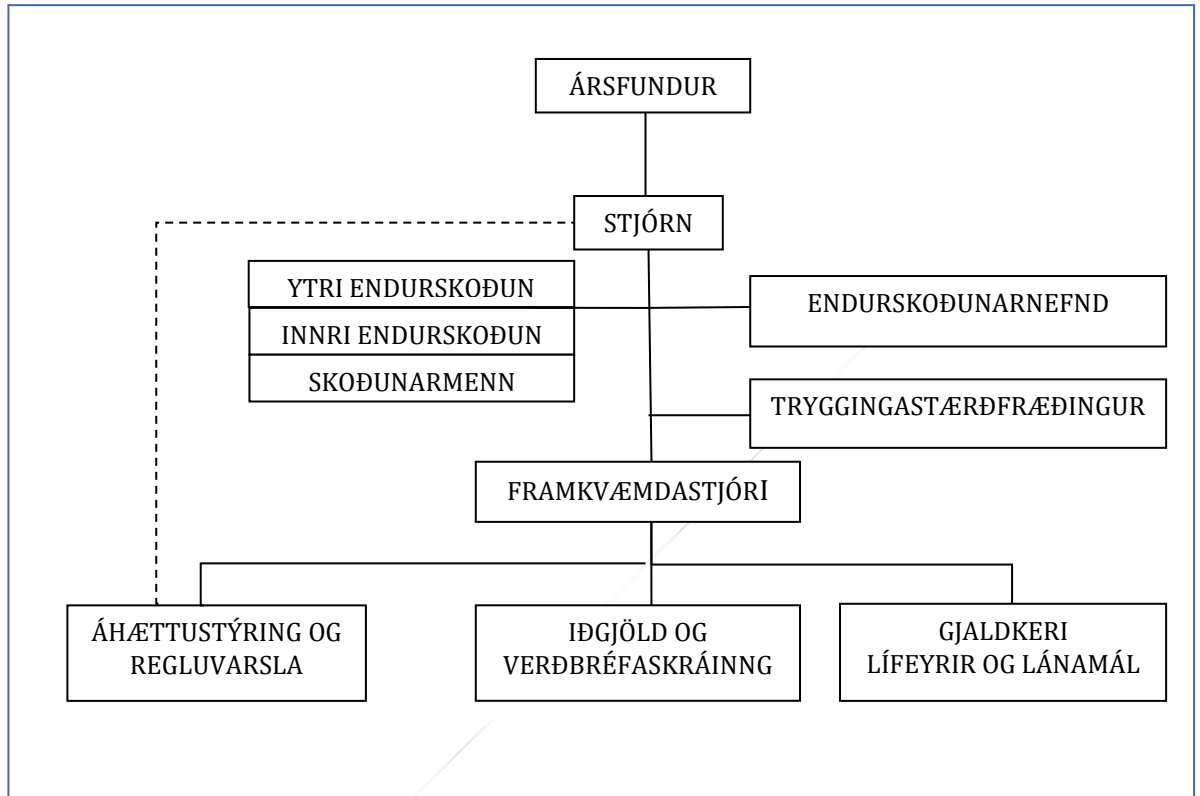 ÁRSFUNDUR
STJÓRN
YTRI ENDURSKOÐUN
INNRI ENDURSKOÐUN
SKOÐUNARMENN
ENDURSKOÐUNARNEFND
TRYGGINGASTÆRÐFRÆÐINGUR
FRAMKVÆMDASTJÓRI
ÁHÆTTUSTÝRING OG
REGLUVARSLA
IÐGJÖLD OG
VERÐBRÉFASKRÁINNG
GJALDKERI
LÍFEYRIR OG LÁNAMÁL